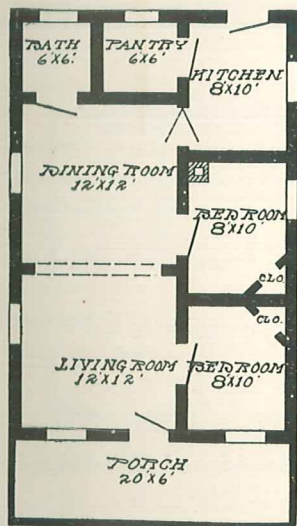 BATH
6'X6'
PANTRY
6'X6'
KITCHEN
8'X10'
DINING ROOM
12'X12'
BEDROOM
8'X10'
CLO.
CLO.
LIVING ROOM
12'X12'
BEDROOM
8'X10'
PORCH
20'X6'